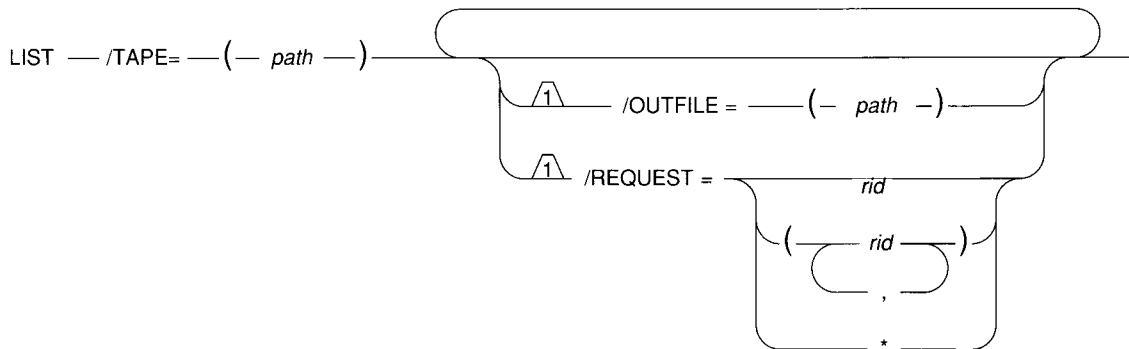 LIST /TAPE= ( path )
1 /OUTFILE = ( path )
1 /REQUEST = rid
( rid )
,
*